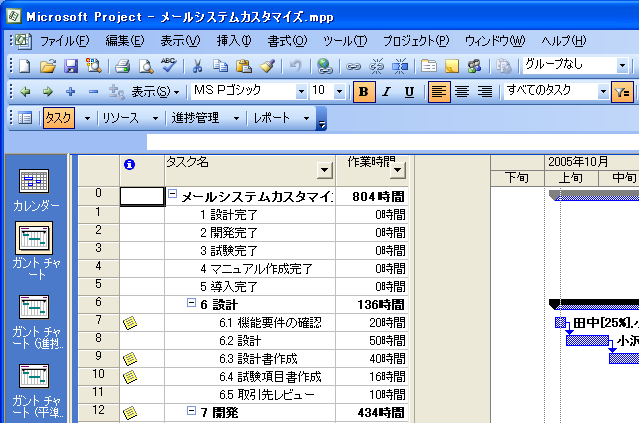 Microsoft Project - メールシステムカスタマイズ.mpp
ファイル(F) 編集(E) 表示(V) 挿入(I) 書式(O) ツール(T) プロジェクト(P) ウィンドウ(W) ヘルプ(H)
グループなし
表示(S) MS Pゴシック 10 B I U すべてのタスク
タスク リソース 進捗管理 レポート
タスク名 作業時間 2005年10月
下旬 上旬 中旬
0 メールシステムカスタマイズ 804時間
1 1 設計完了 0時間
2 2 開発完了 0時間
3 3 試験完了 0時間
4 4 マニュアル作成完了 0時間
5 5 導入完了 0時間
6 6 設計 136時間
7 6.1 機能要件の確認 20時間 田中[25%],小
8 6.2 設計 50時間 小沢
9 6.3 設計書作成 40時間
10 6.4 試験項目書作成 16時間
11 6.5 取引先レビュー 10時間
12 7 開発 434時間
カレンダー
ガント チャ
ート
ガント チャ
ート (進捗...
ガント チャ
ート (平準...